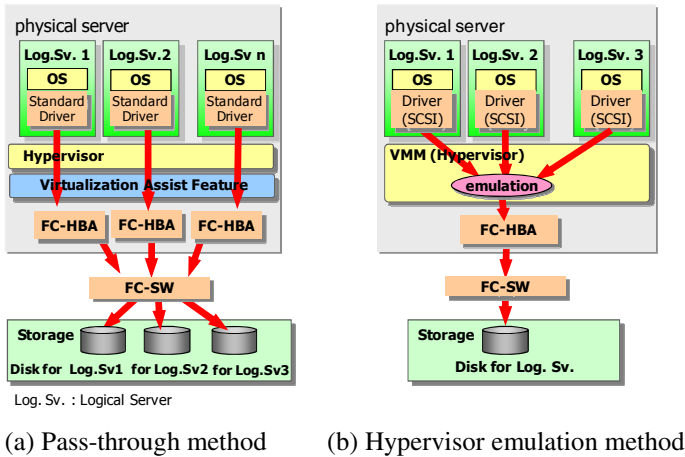 physical server
Log.Sv. 1
Log.Sv.2
Log.Sv n
OS
OS
OS
Standard
Driver
Standard
Driver
Standard
Driver
Hypervisor
Virtualization Assist Feature
FC-HBA
FC-HBA
FC-HBA
FC-SW
Storage
Disk for Log.Sv1 for Log.Sv2 for Log.Sv3
Log. Sv. : Logical Server
(a) Pass-through method
physical server
Log.Sv. 1
Log.Sv. 2
Log.Sv. 3
OS
OS
OS
Driver
(SCSI)
Driver
(SCSI)
Driver
(SCSI)
VMM (Hypervisor)
emulation
FC-HBA
FC-SW
Storage
Disk for Log. Sv.
(b) Hypervisor emulation method